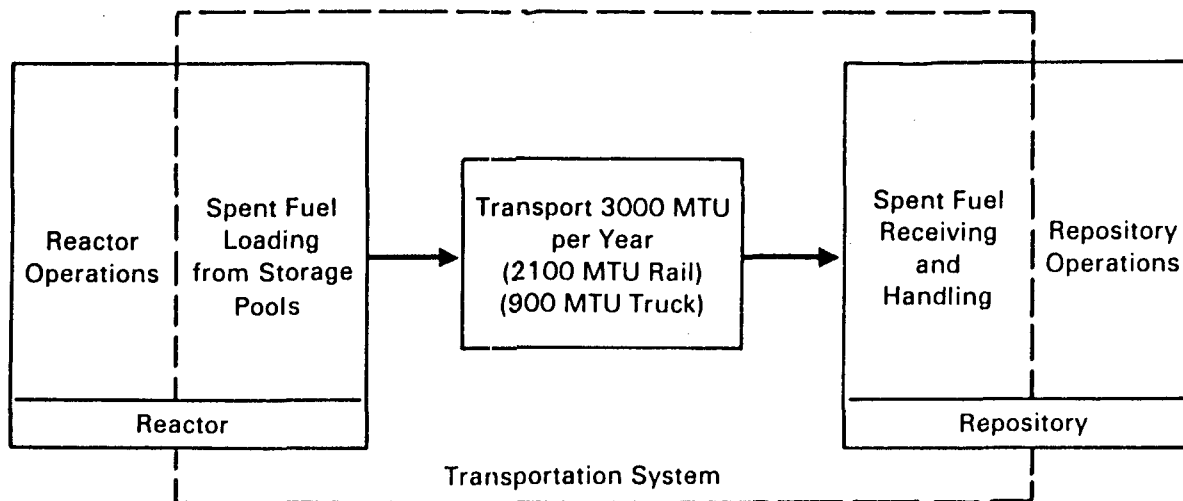 Reactor
Operations
Spent Fuel
Loading
from Storage
Pools
Reactor
Transport 3000 MTU
per Year
(2100 MTU Rail)
(900 MTU Truck)
Spent Fuel
Receiving
and
Handling
Repository
Operations
Repository
Transportation System